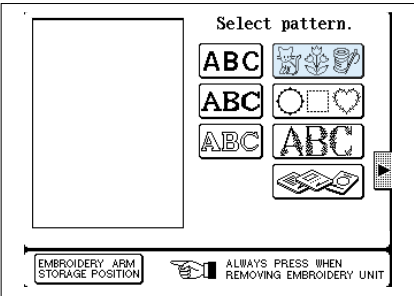 Select pattern.
ABC
ABC
ABC
ABC
EMBROIDERY ARM
STORAGE POSITION
ALWAYS PRESS WHEN
REMOVING EMBROIDERY UNIT